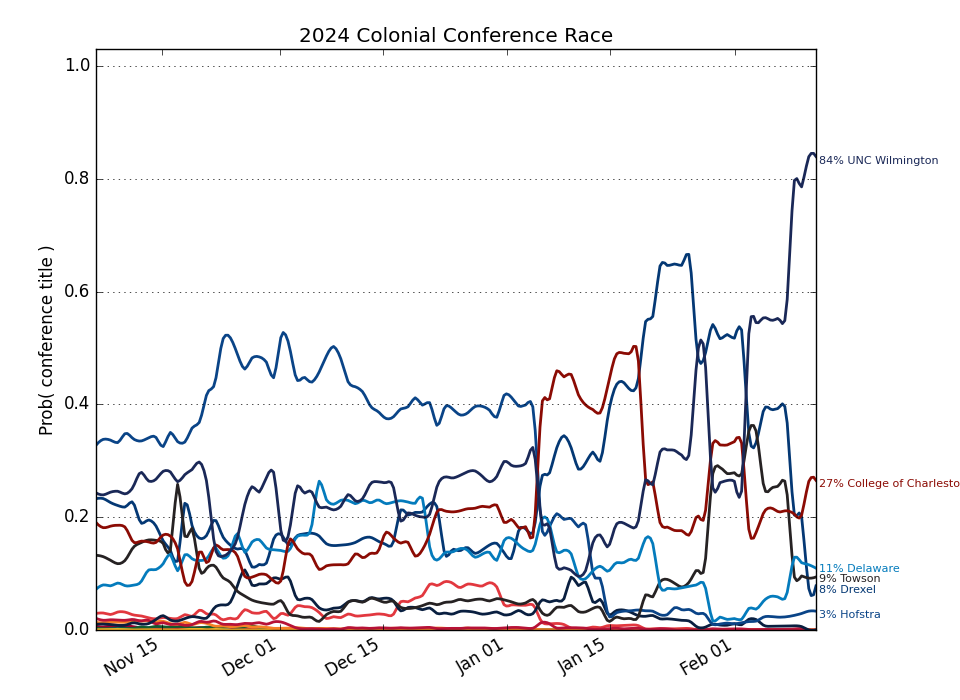 2024 Colonial Conference Race
Prob( conference title )
1.0
0.8
0.6
0.4
0.2
0.0
Nov 15
Dec 01
Dec 15
Jan 01
Jan 15
Feb 01
84% UNC Wilmington
27% College of Charlesto
11% Delaware
9% Towson
8% Drexel
3% Hofstra